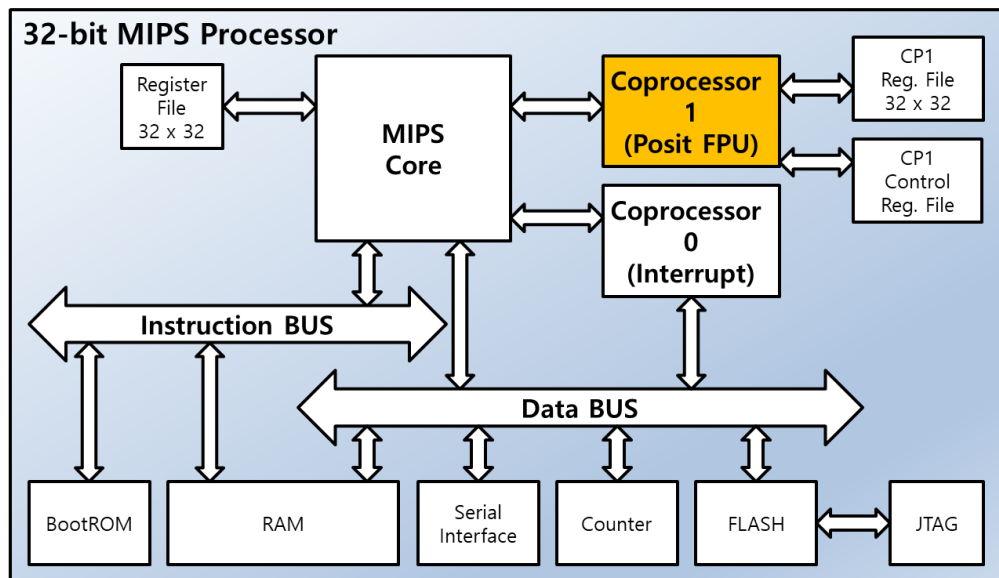 32-bit MIPS Processor
Register
File
32 x 32
MIPS
Core
Coprocessor
1
(Posit FPU)
CP1
Reg. File
32 x 32
CP1
Control
Reg. File
Coprocessor
0
(Interrupt)
Instruction BUS
Data BUS
BootROM
RAM
Serial
Interface
Counter
FLASH
JTAG